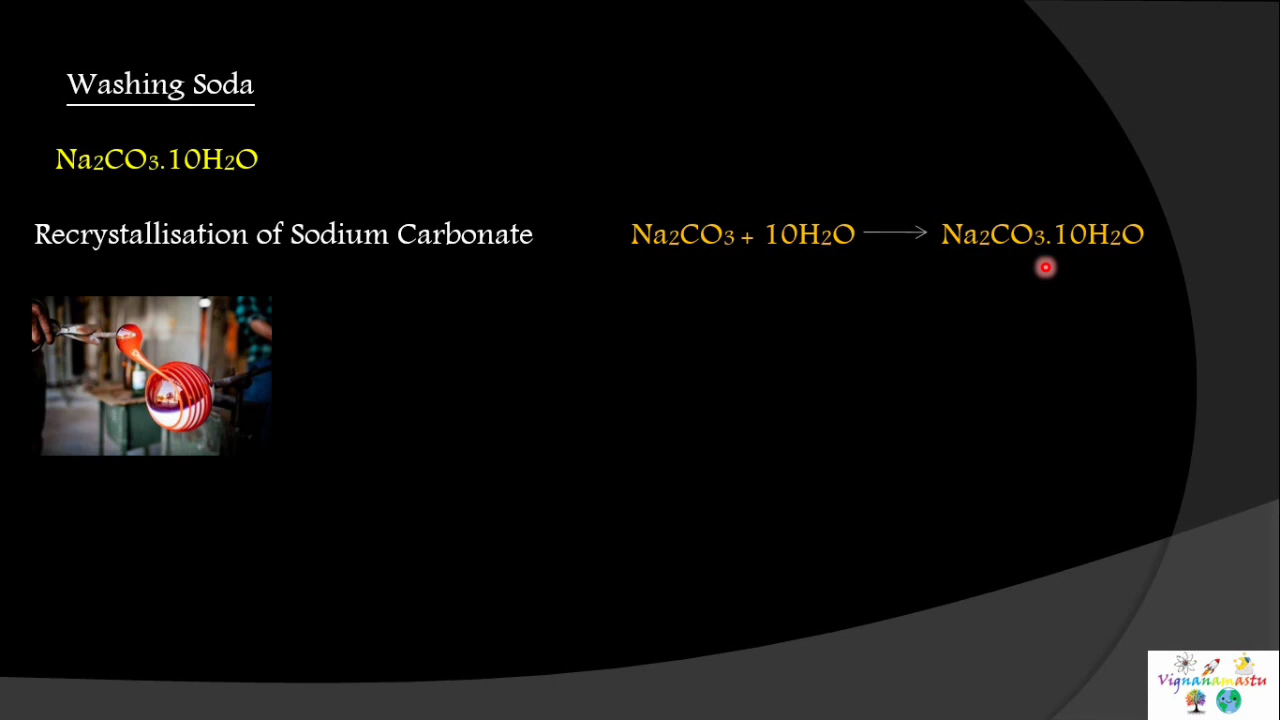 Washing Soda
Na2CO3.10H2O
Recrystallisation of Sodium Carbonate
Na2CO3 + 10H2O ⟶ Na2CO3.10H2O
Vignanamastu